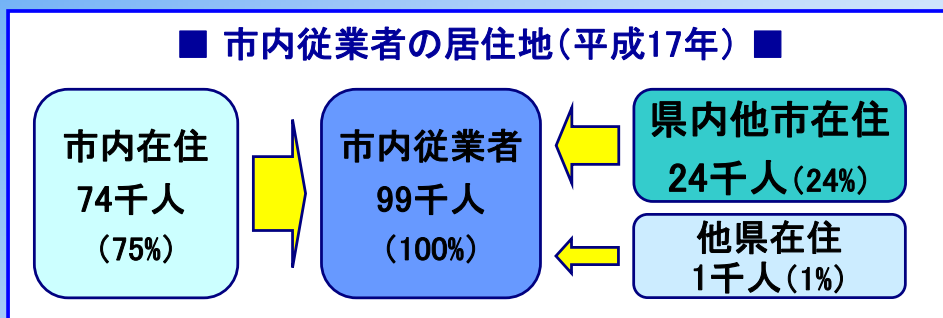 ■ 市内従業者の居住地(平成17年) ■
市内在住
74千人
(75%)
市内従業者
99千人
(100%)
県内他市在住
24千人(24%)
他県在住
1千人(1%)